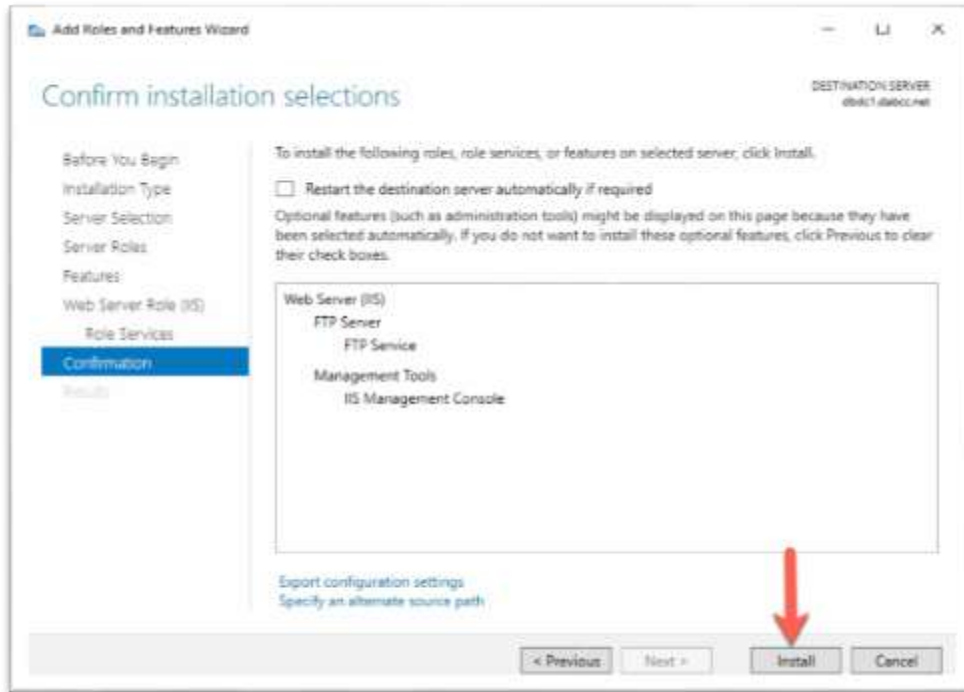 Add Roles and Features Wizard
Confirm installation selections
DESTINATION SERVER
Before You Begin
Installation Type
Server Selection
Server Roles
Features
Web Server Role (IIS)
Role Services
Confirmation
Results
To install the following roles, role services, or features on selected server, click Install.
Restart the destination server automatically if required
Optional features (such as administration tools) might be displayed on this page because they have
been selected automatically. If you do not want to install these optional features, click Previous to clear
their check boxes.
Web Server (IIS)
FTP Server
FTP Service
Management Tools
IIS Management Console
Export configuration settings
Specify an alternate source path
< Previous
Next >
Install
Cancel